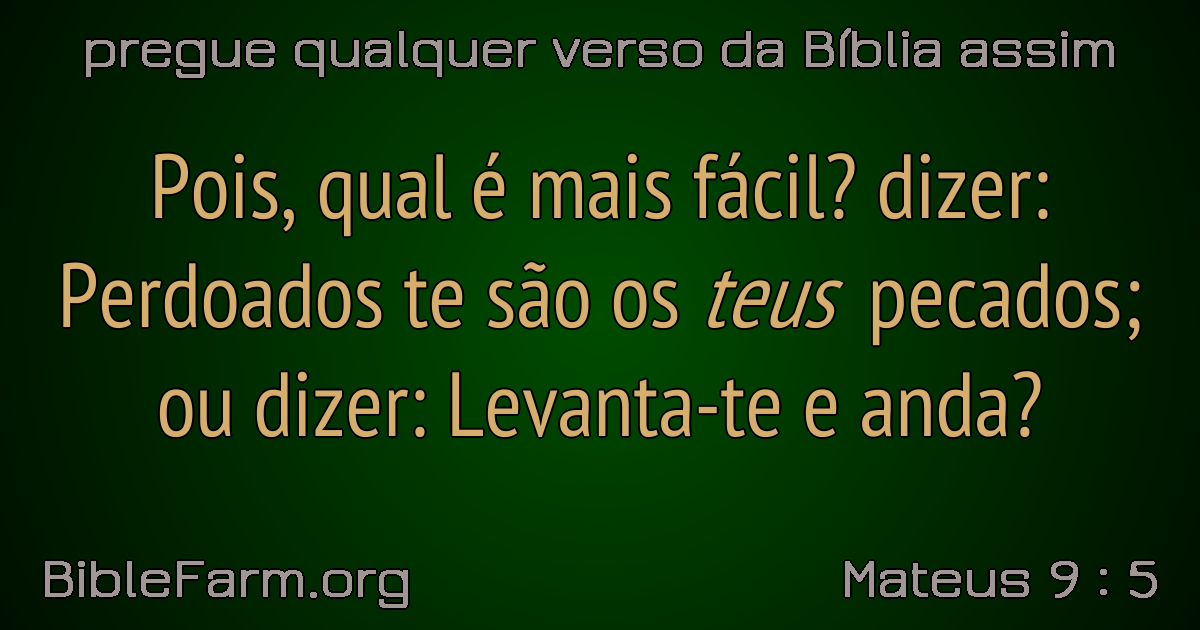 pregue qualquer verso da Bíblia assim
Pois, qual é mais fácil? dizer:
Perdoados te são os teus pecados;
ou dizer: Levanta-te e anda?
BibleFarm.org
Mateus 9 : 5